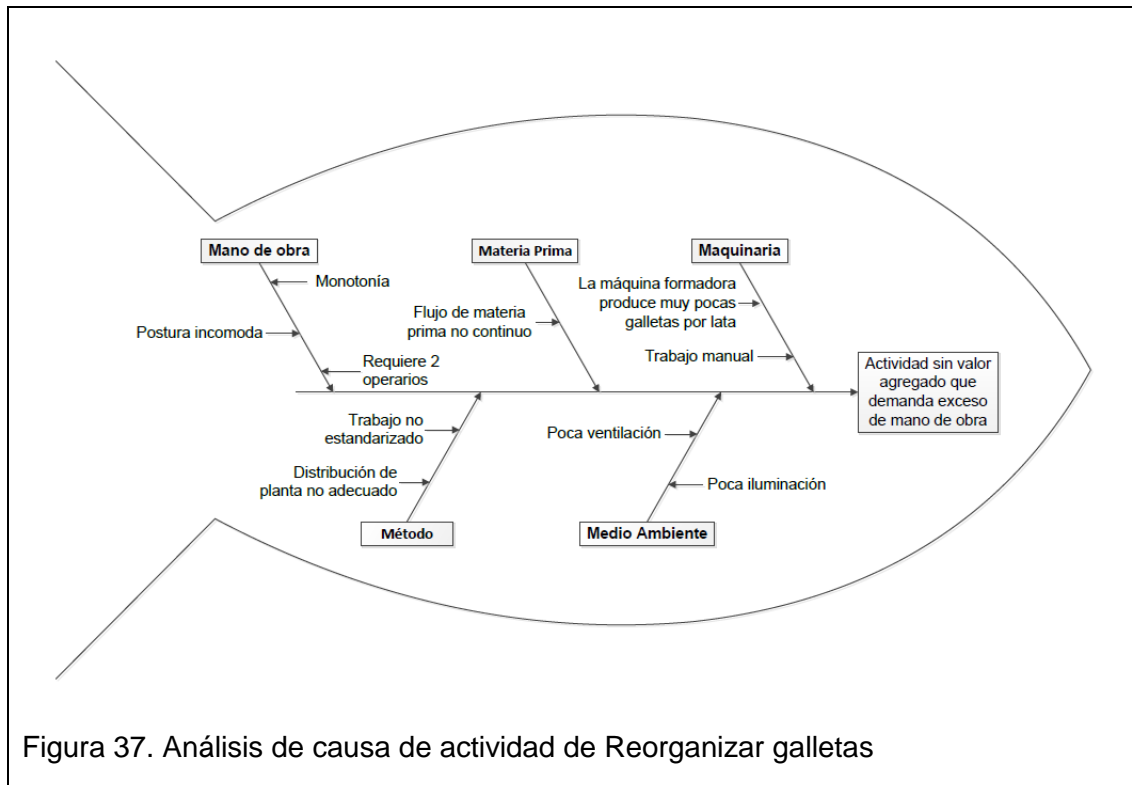 Mano de obra
Materia Prima
Maquinaria
Monotonía
Postura incomoda
Requiere 2
operarios
Flujo de materia
prima no continuo
La máquina formadora
produce muy pocas
galletas por lata
Trabajo manual
Actividad sin valor
agregado que
demanda exceso
de mano de obra
Trabajo no
estandarizado
Distribución de
planta no adecuado
Poca ventilación
Poca iluminación
Método
Medio Ambiente
Figura 37. Análisis de causa de actividad de Reorganizar galletas